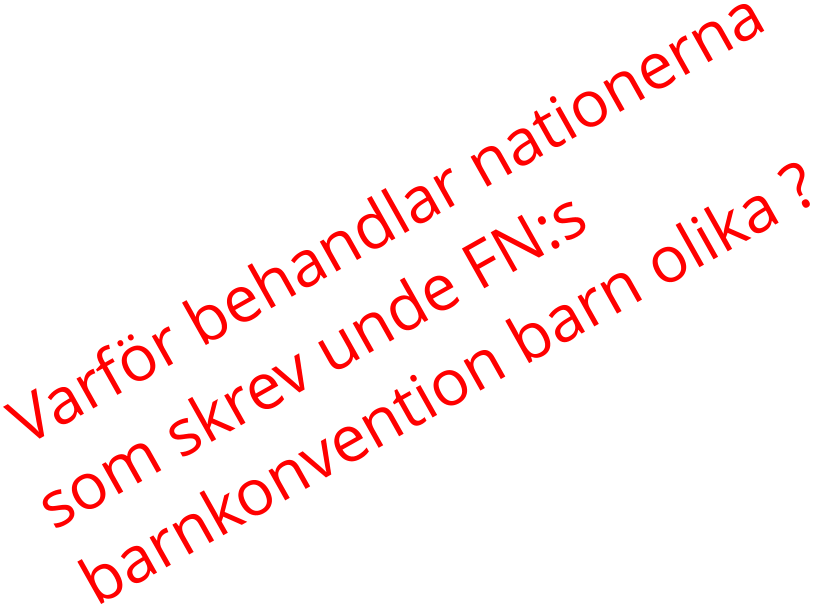 Varför behandlar nationerna
som skrev unde FN:s
barnkonvention barn olika ?